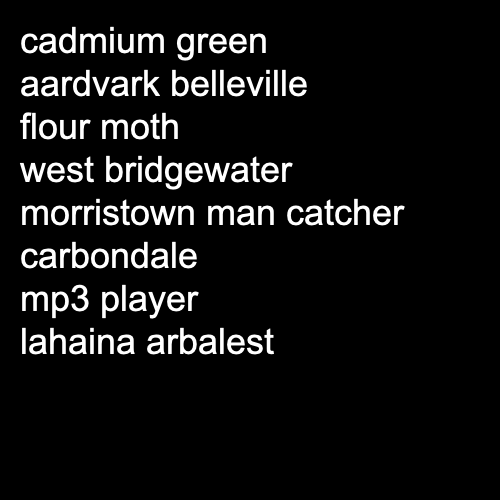 cadmium green
aardvark belleville
flour moth
west bridgewater
morristown man catcher
carbondale
mp3 player
lahaina arbalest